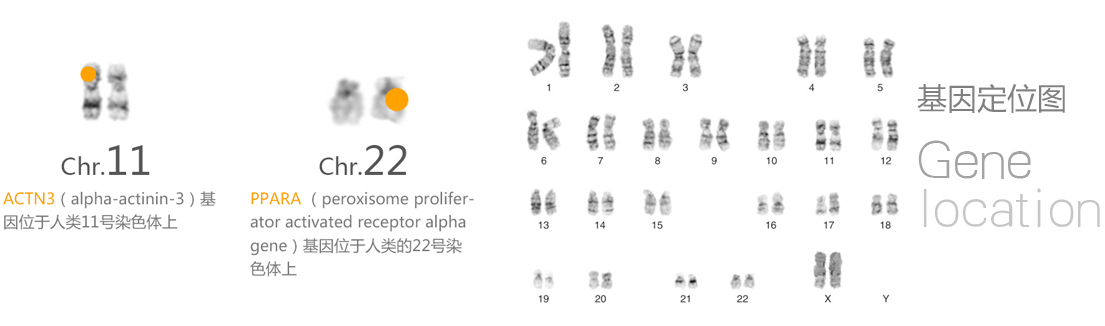 Chr.11
ACTN3（alpha-actinin-3）基
因位于人类11号染色体上
Chr.22
PPARA （peroxisome prolifer-
ator activated receptor alpha
gene）基因位于人类的22号染
色体上
1 2 3 4 5
6 7 8 9 10 11 12
13 14 15 16 17 18
19 20 21 22 X Y
基因定位图
Gene
location